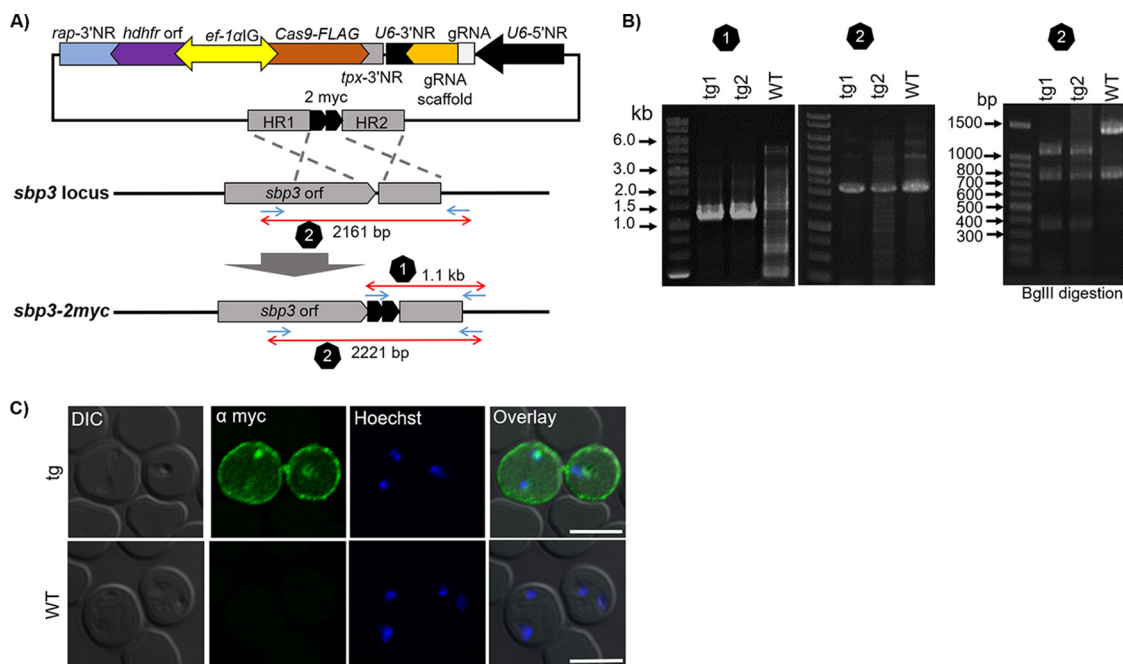 A)
rap-3'NR hdhfr orf ef-1αIG Cas9-FLAG U6-3'NR gRNA U6-5'NR
tpx-3'NR gRNA scaffold
2 myc
HR1 HR2
sbp3 locus
sbp3 orf
2 2161 bp
1 1.1 kb
sbp3-2myc
sbp3 orf
2 2221 bp
B)
1 2 2
tg1 tg2 WT tg1 tg2 WT tg1 tg2 WT
kb
6.0
3.0
2.0
1.5
1.0
bp
1500
1000
800
700
600
500
400
300
BgIII digestion
C)
DIC α myc Hoechst Overlay
tg
WT